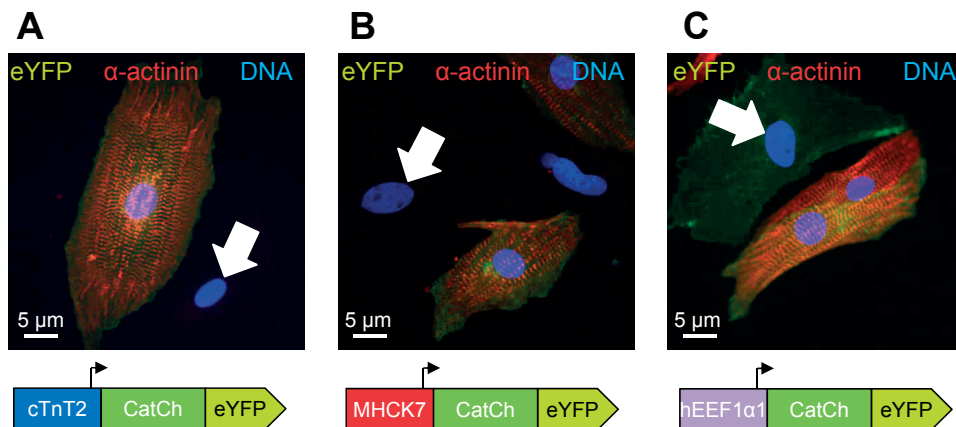 A B C
eYFP α-actinin DNA eYFP α-actinin DNA eYFP α-actinin DNA
5 µm 5 µm 5 µm
cTnT2 CatCh eYFP MHCK7 CatCh eYFP hEEF1α1 CatCh eYFP